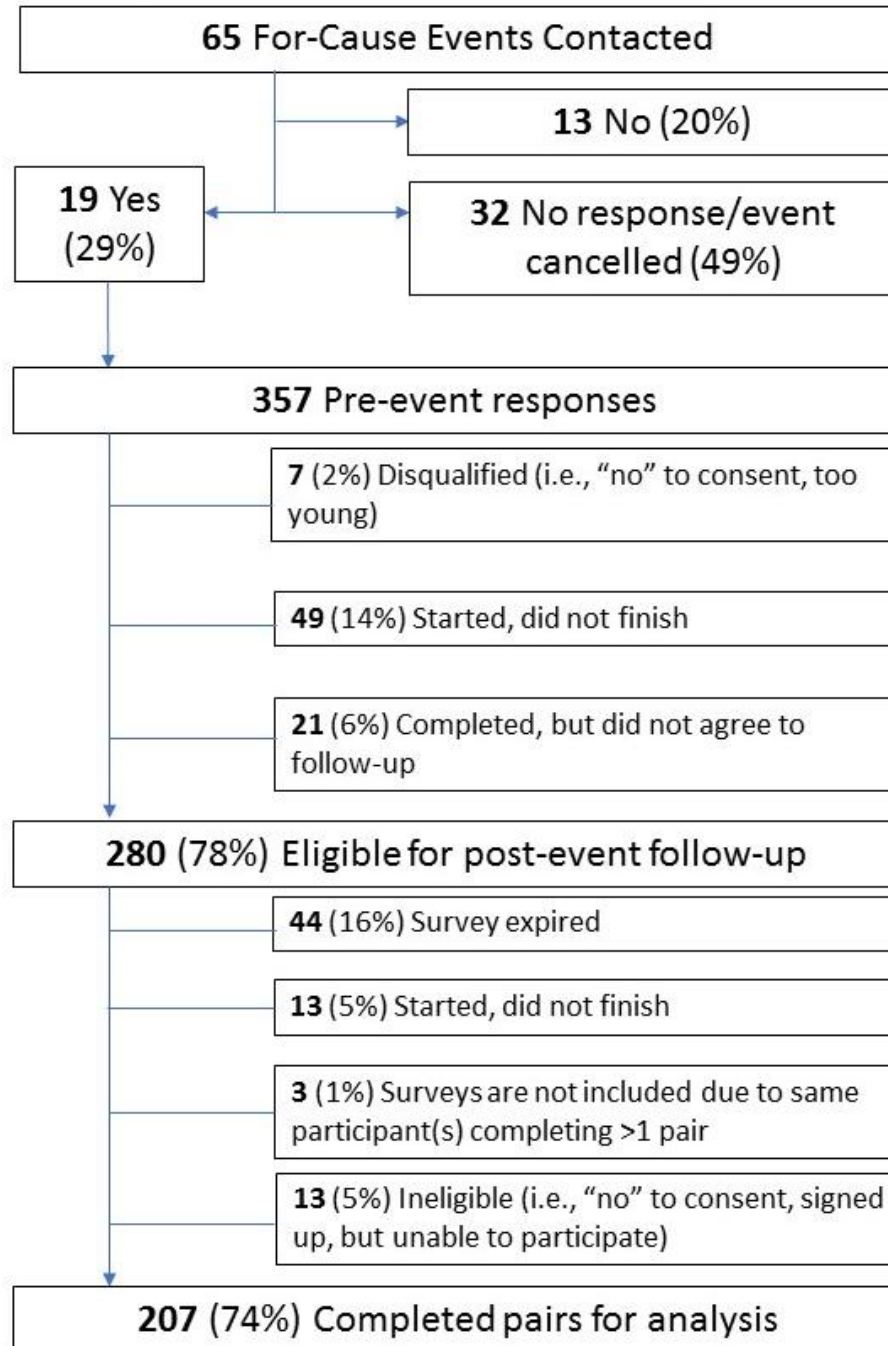 65 For-Cause Events Contacted
13 No (20%)
19 Yes
(29%)
32 No response/event
cancelled (49%)
357 Pre-event responses
7 (2%) Disqualified (i.e., “no” to consent, too
young)
49 (14%) Started, did not finish
21 (6%) Completed, but did not agree to
follow-up
280 (78%) Eligible for post-event follow-up
44 (16%) Survey expired
13 (5%) Started, did not finish
3 (1%) Surveys are not included due to same
participant(s) completing >1 pair
13 (5%) Ineligible (i.e., “no” to consent, signed
up, but unable to participate)
207 (74%) Completed pairs for analysis